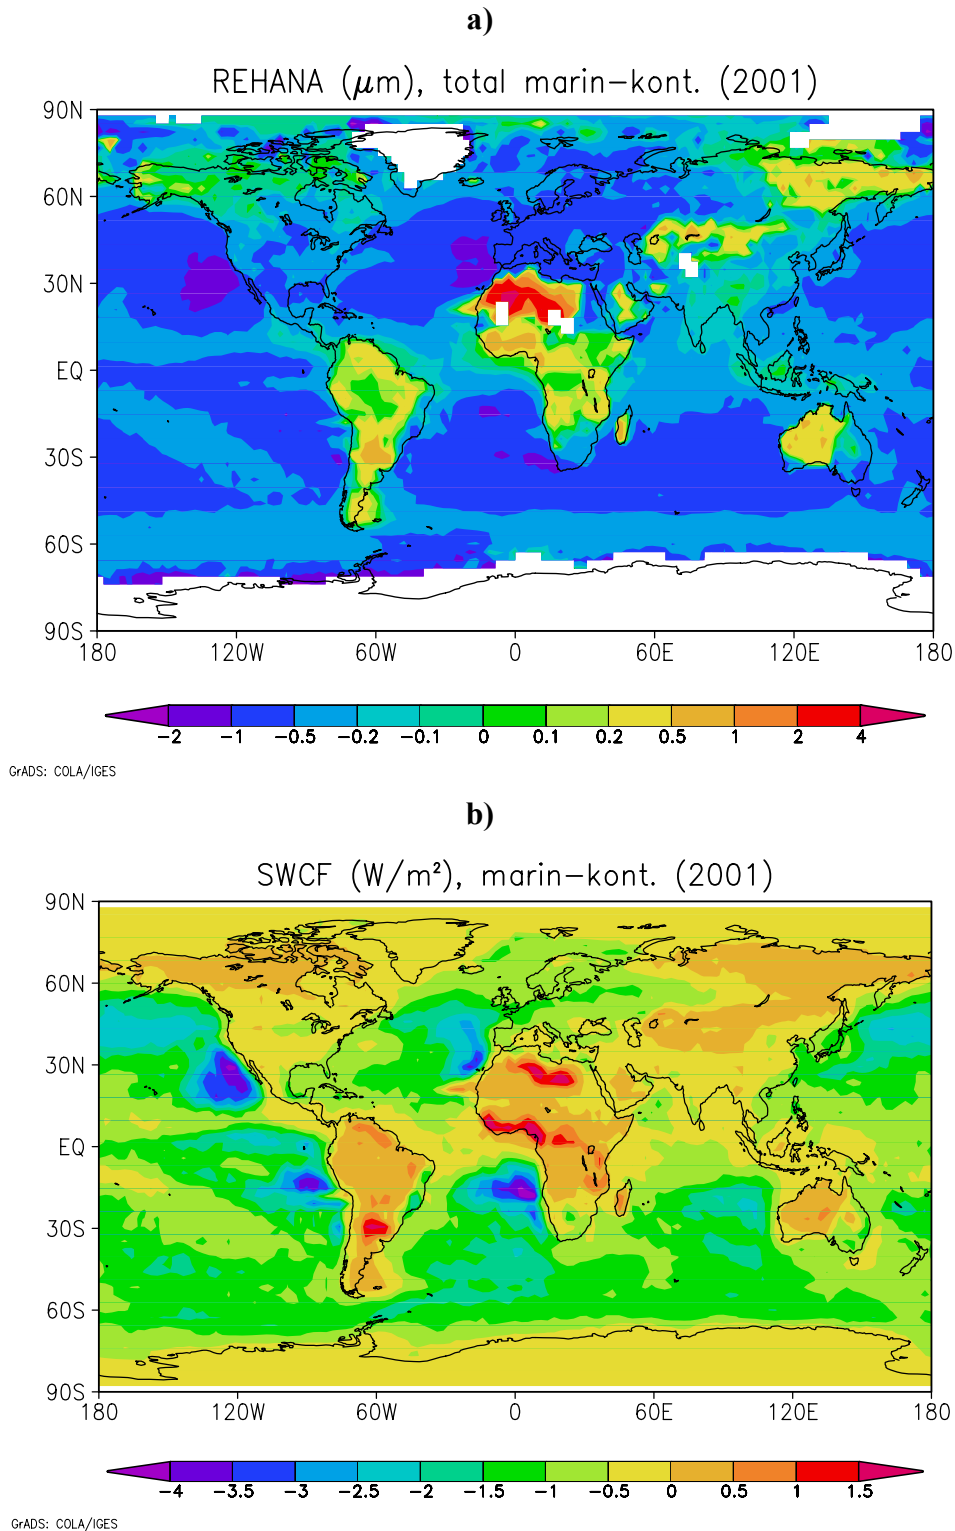 a)
REHANA (μm), total marin-kont. (2001)
90N
60N
30N
EQ
30S
60S
90S
180 120W 60W 0 60E 120E 180
-2 -1 -0.5 -0.2 -0.1 0 0.1 0.2 0.5 1 2 4
GrADS: COLA/IGES
b)
SWCF (W/m²), marin-kont. (2001)
90N
60N
30N
EQ
30S
60S
90S
180 120W 60W 0 60E 120E 180
-4 -3.5 -3 -2.5 -2 -1.5 -1 -0.5 0 0.5 1 1.5
GrADS: COLA/IGES